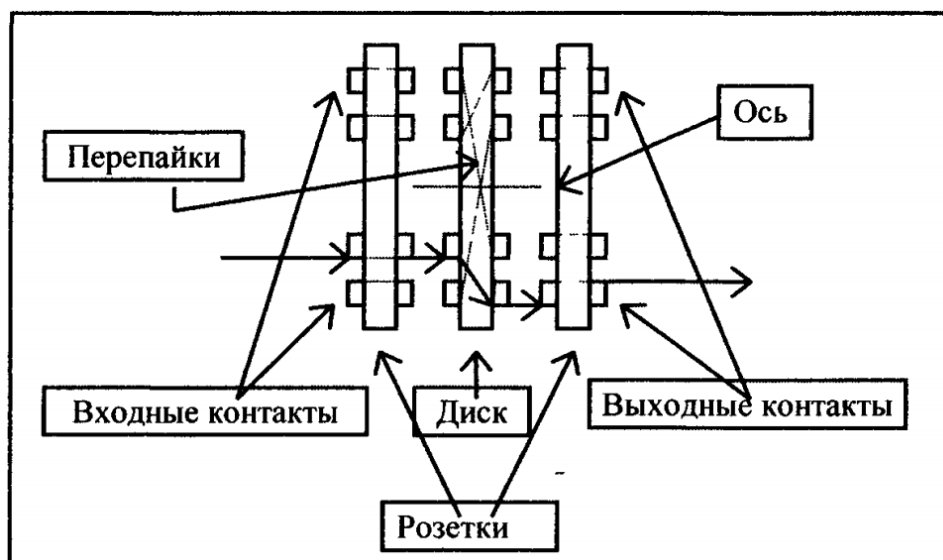 Ось
Перепайки
Входные контакты
Диск
Выходные контакты
Розетки